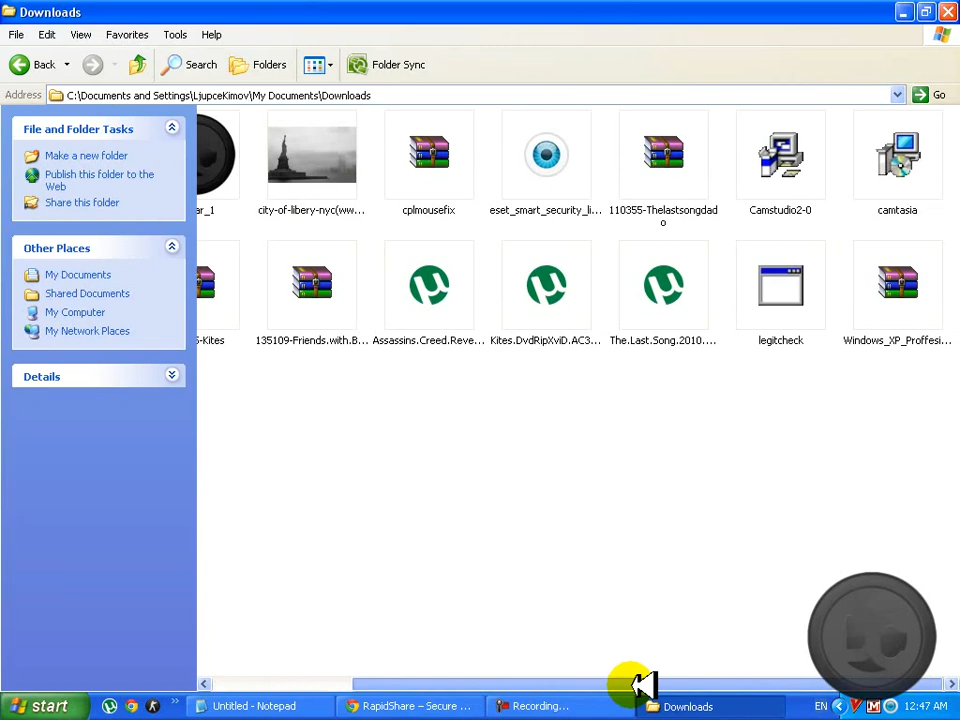 Downloads
File Edit View Favorites Tools Help
Back Search Folders Folder Sync
Address C:\Documents and Settings\LjupceKimov\My Documents\Downloads Go
File and Folder Tasks
Make a new folder
Publish this folder to the
Web
Share this folder
Other Places
My Documents
Shared Documents
My Computer
My Network Places
Details
ar_1 city-of-libery-nyc(ww... cplmousefix eset_smart_security_li... 110355-Thelastsongdad Camstudio2-0 camtasia
o
-Kites 135109-Friends.with.B... Assassins.Creed.Reve... Kites.DvdRipXviD.AC3... The.Last.Song.2010.... legitcheck Windows_XP_Proffesi...
start Untitled - Notepad RapidShare – Secure ... Recording... Downloads EN 12:47 AM